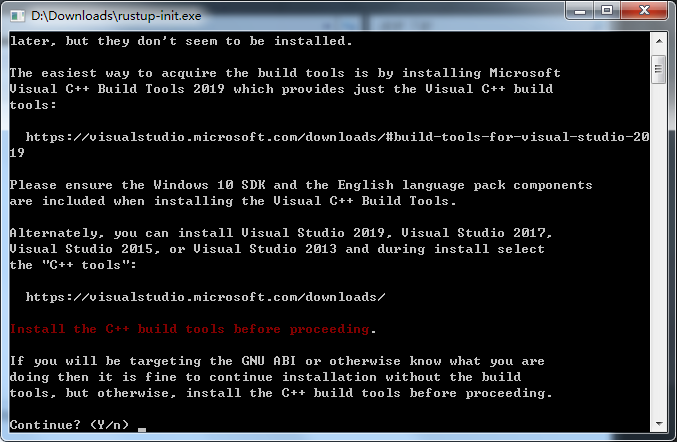 D:\Downloads\rustup-init.exe
later, but they don't seem to be installed.
The easiest way to acquire the build tools is by installing Microsoft
Visual C++ Build Tools 2019 which provides just the Visual C++ build
tools:
https://visualstudio.microsoft.com/downloads/#build-tools-for-visual-studio-20
19
Please ensure the Windows 10 SDK and the English language pack components
are included when installing the Visual C++ Build Tools.
Alternately, you can install Visual Studio 2019, Visual Studio 2017,
Visual Studio 2015, or Visual Studio 2013 and during install select
the "C++ tools":
https://visualstudio.microsoft.com/downloads/
Install the C++ build tools before proceeding.
If you will be targeting the GNU ABI or otherwise know what you are
doing then it is fine to continue installation without the build
tools, but otherwise, install the C++ build tools before proceeding.
Continue? (Y/n)